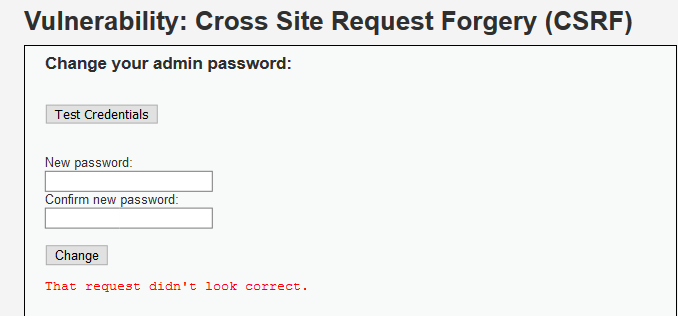 Vulnerability: Cross Site Request Forgery (CSRF)
Change your admin password:
Test Credentials
New password:
Confirm new password:
Change
That request didn't look correct.